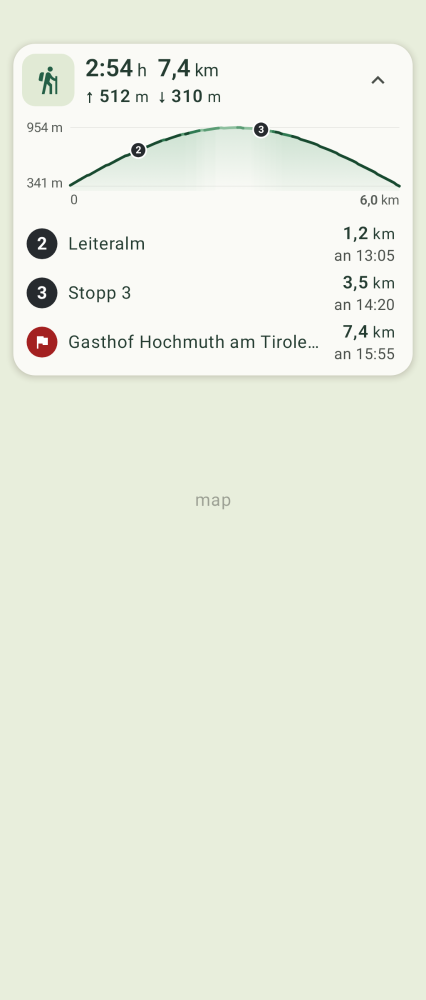 2:54 h 7,4 km
↑ 512 m ↓ 310 m
954 m
341 m
2
3
0
6,0 km
2 Leiteralm 1,2 km
an 13:05
3 Stopp 3 3,5 km
an 14:20
Gasthof Hochmuth am Tirole… 7,4 km
an 15:55
map